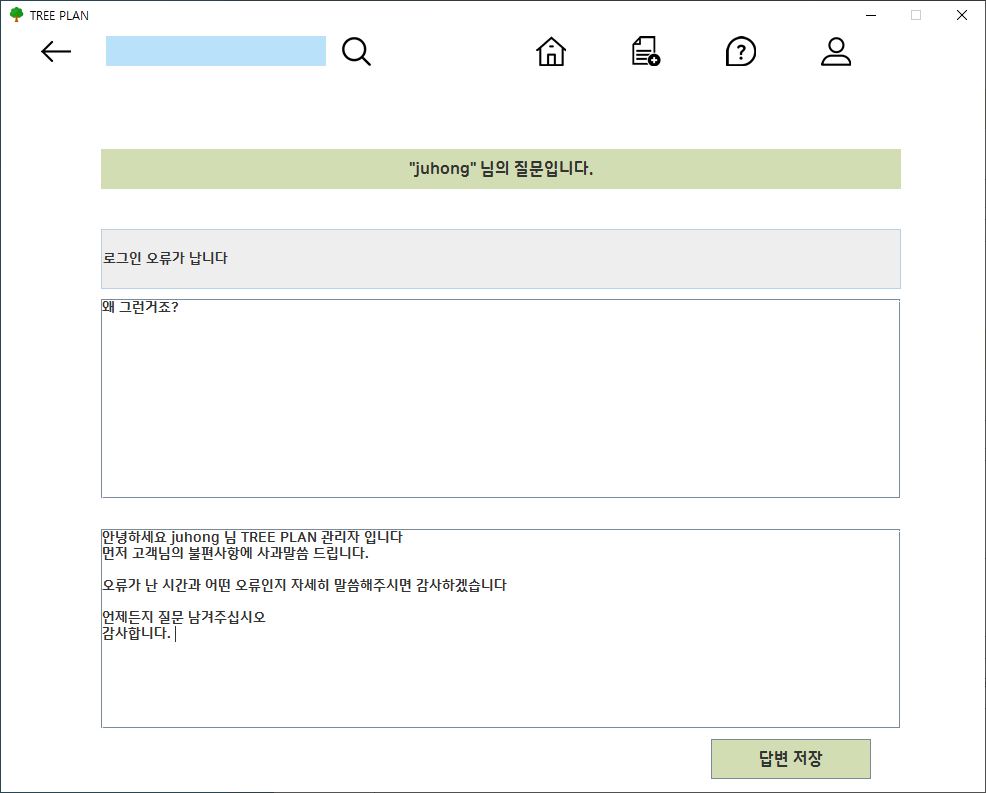 TREE PLAN
"juhong" 님의 질문입니다.
로그인 오류가 납니다
왜 그런거죠?
안녕하세요 juhong 님 TREE PLAN 관리자 입니다
먼저 고객님의 불편사항에 사과말씀 드립니다.
오류가 난 시간과 어떤 오류인지 자세히 말씀해주시면 감사하겠습니다
언제든지 질문 남겨주십시오
감사합니다.
답변 저장